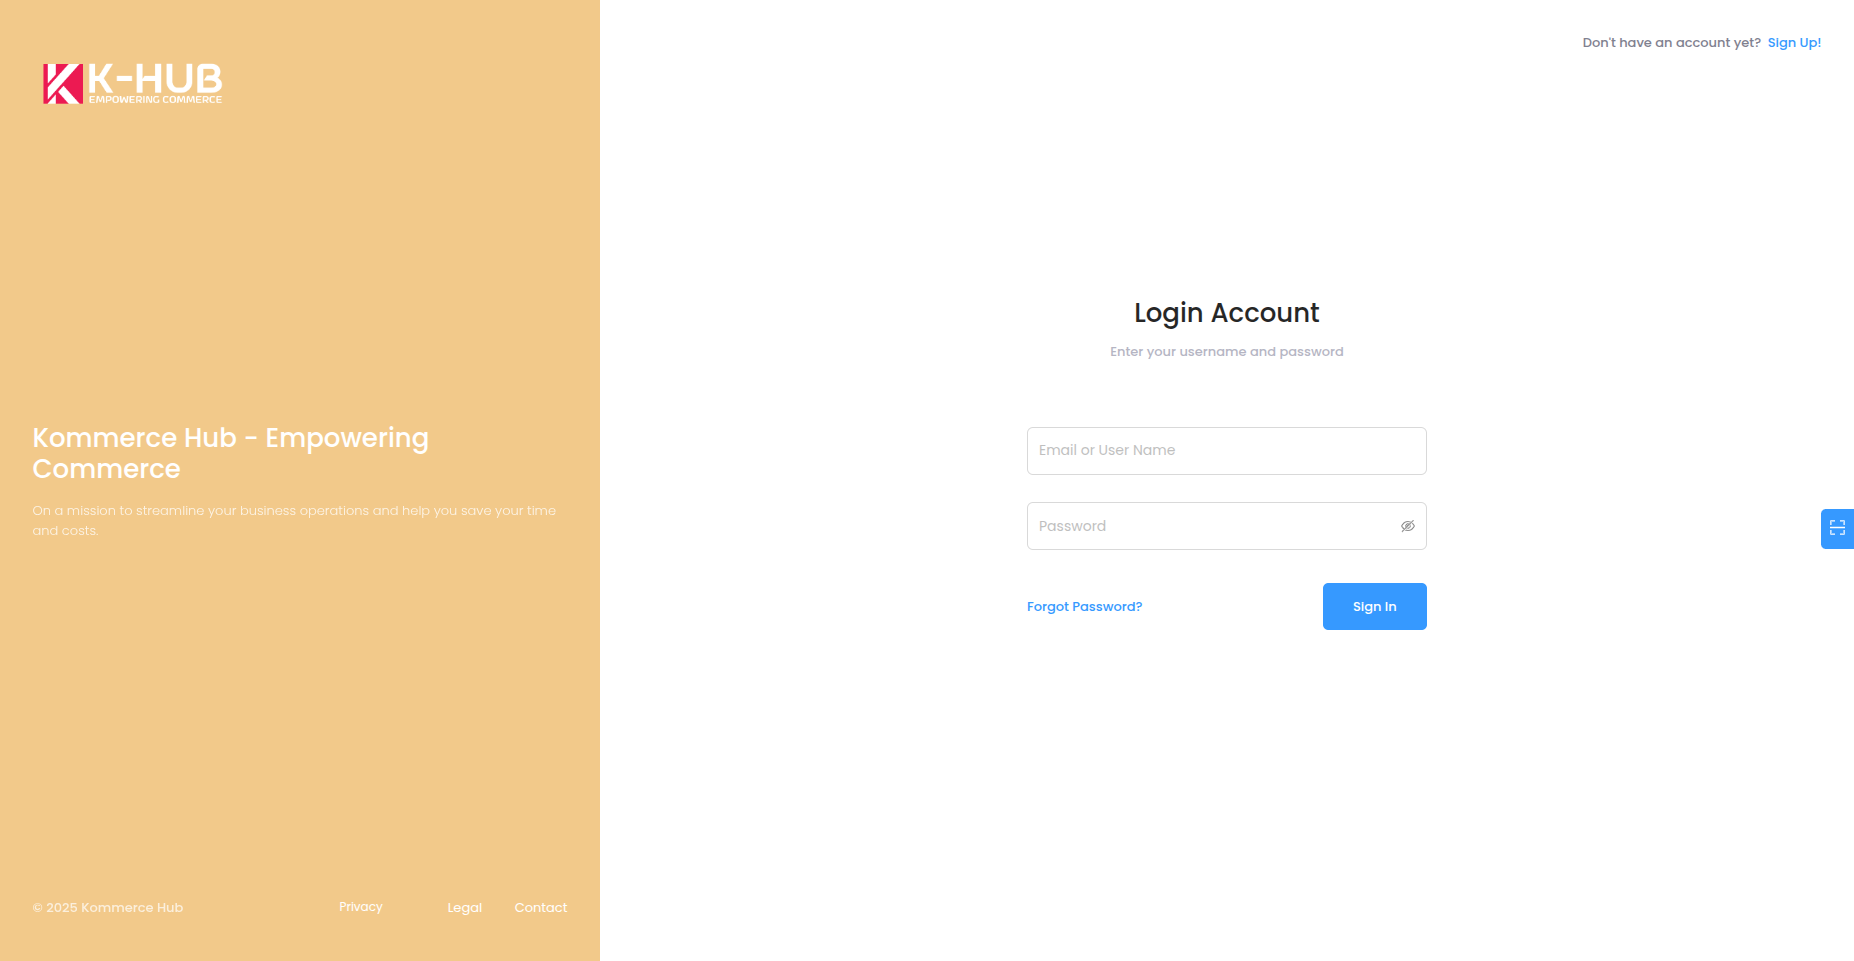 K-HUB
EMPOWERING COMMERCE
Kommerce Hub - Empowering
Commerce
On a mission to streamline your business operations and help you save your time
and costs.
© 2025 Kommerce Hub
Privacy
Legal
Contact
Don't have an account yet? Sign Up!
Login Account
Enter your username and password
Email or User Name
Password
Forgot Password?
Sign In